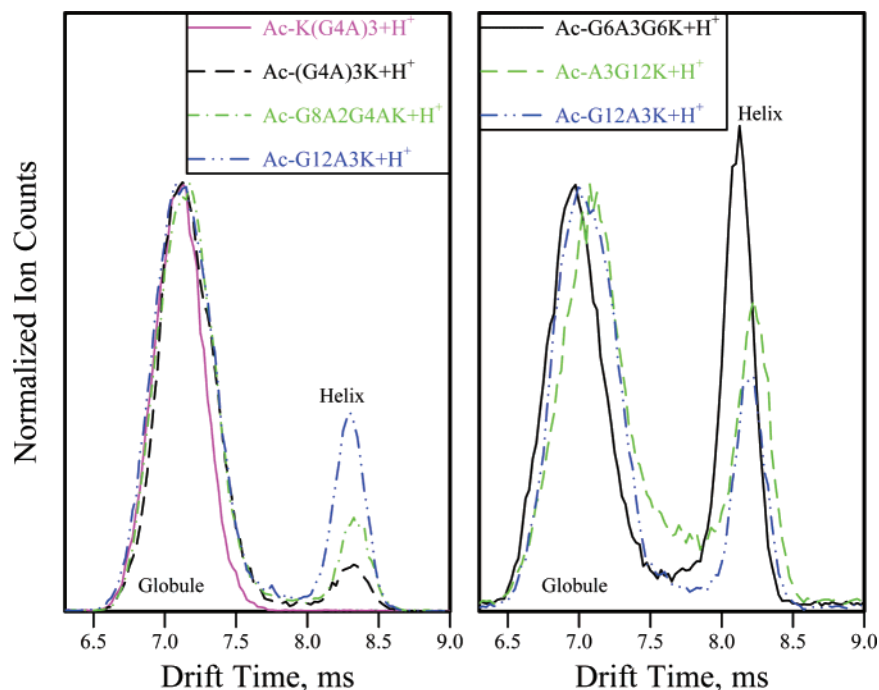 Normalized Ion Counts
Ac-K(G4A)3+H+
Ac-(G4A)3K+H+
Ac-G8A2G4AK+H+
Ac-G12A3K+H+
Helix
Globule
6.5 7.0 7.5 8.0 8.5 9.0
Drift Time, ms
Ac-G6A3G6K+H+
Ac-A3G12K+H+
Ac-G12A3K+H+
Helix
Globule
6.5 7.0 7.5 8.0 8.5 9.0
Drift Time, ms